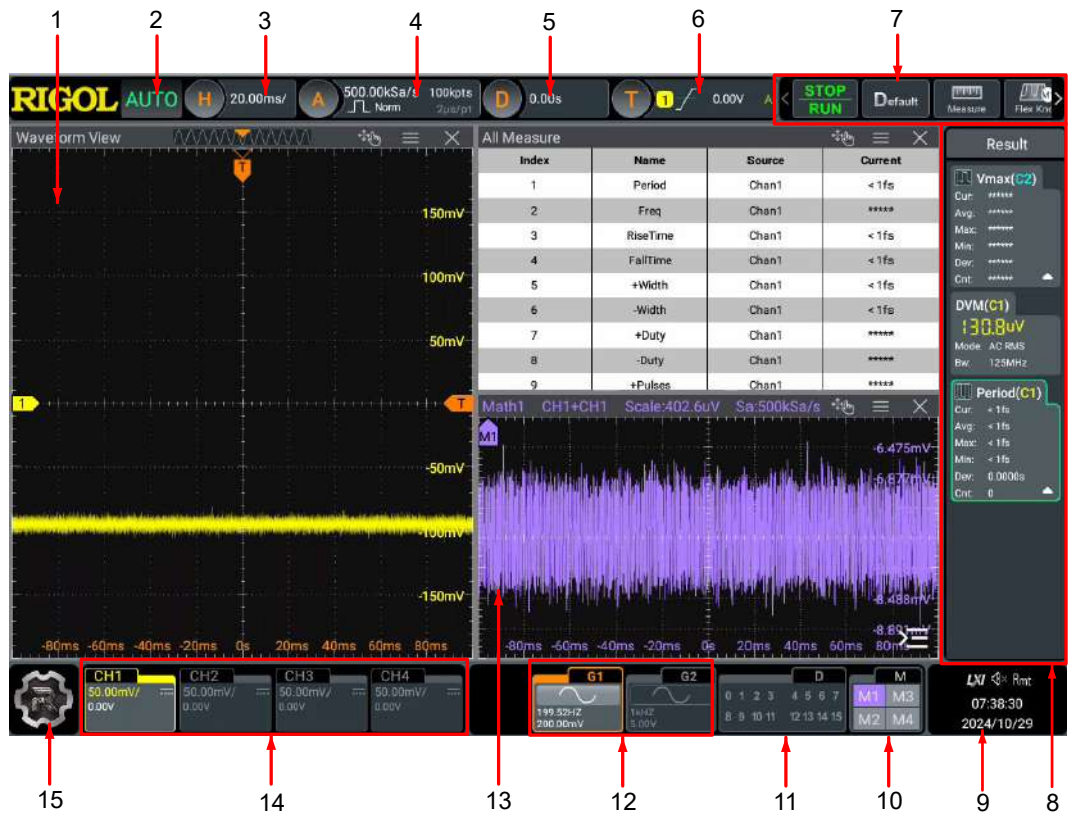 1 2 3 4 5 6 7
RIGOL AUTO H 20.00ms/ A 500.00kSa/s 100kpts D 0.00s T 1 0.00V A < STOP RUN Default Measure Flex Kno >
Norm 2μs/pt
Waveform View All Measure Result
T
150mV
100mV
50mV
1 T
-50mV
-100mV
-150mV
-80ms -60ms -40ms -20ms 0s 20ms 40ms 60ms 80ms
Index Name Source Current
1 Period Chan1 < 1fs
2 Freq Chan1 *****
3 RiseTime Chan1 < 1fs
4 FallTime Chan1 < 1fs
5 +Width Chan1 < 1fs
6 -Width Chan1 < 1fs
7 +Duty Chan1 *****
8 -Duty Chan1 *****
9 +Pulses Chan1 *****
Math1 CH1+CH1 Scale:402.6uV Sa:500kSa/s
M1
-6.475mV
-6.877mV
-8.488mV
-8.891mV
-80ms -60ms -40ms -20ms 0s 20ms 40ms 60ms
Vmax(C2)
Cur: ******
Avg: ******
Max: ******
Min: ******
Dev: ******
Cnt: ******
DVM(C1)
130.8uV
Mode: AC RMS
Bw: 125MHz
Period(C1)
Cur: < 1fs
Avg: < 1fs
Max: < 1fs
Min: < 1fs
Dev: 0.0000s
Cnt: 0
CH1 CH2 CH3 CH4 G1 G2 D M
50.00mV/ 50.00mV/ 50.00mV/ 50.00mV/
0.00V 0.00V 0.00V 0.00V
199.52HZ 1kHZ
200.00mV 5.00V
0 1 2 3 4 5 6 7
8 9 10 11 12 13 14 15
M1 M3
M2 M4
LXI Rmt
07:38:30
2024/10/29
15 14 13 12 11 10 9 8